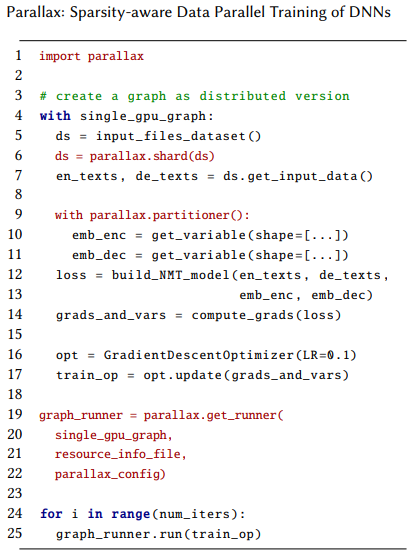 Parallax: Sparsity-aware Data Parallel Training of DNNs
1 import parallax
2
3 # create a graph as distributed version
4 with single_gpu_graph:
5   ds = input_files_dataset()
6   ds = parallax.shard(ds)
7   en_texts, de_texts = ds.get_input_data()
8
9   with parallax.partitioner():
10     emb_enc = get_variable(shape=[...])
11     emb_dec = get_variable(shape=[...])
12   loss = build_NMT_model(en_texts, de_texts,
13                          emb_enc, emb_dec)
14   grads_and_vars = compute_grads(loss)
15
16   opt = GradientDescentOptimizer(LR=0.1)
17   train_op = opt.update(grads_and_vars)
18
19 graph_runner = parallax.get_runner(
20   single_gpu_graph,
21   resource_info_file,
22   parallax_config)
23
24 for i in range(num_iters):
25   graph_runner.run(train_op)